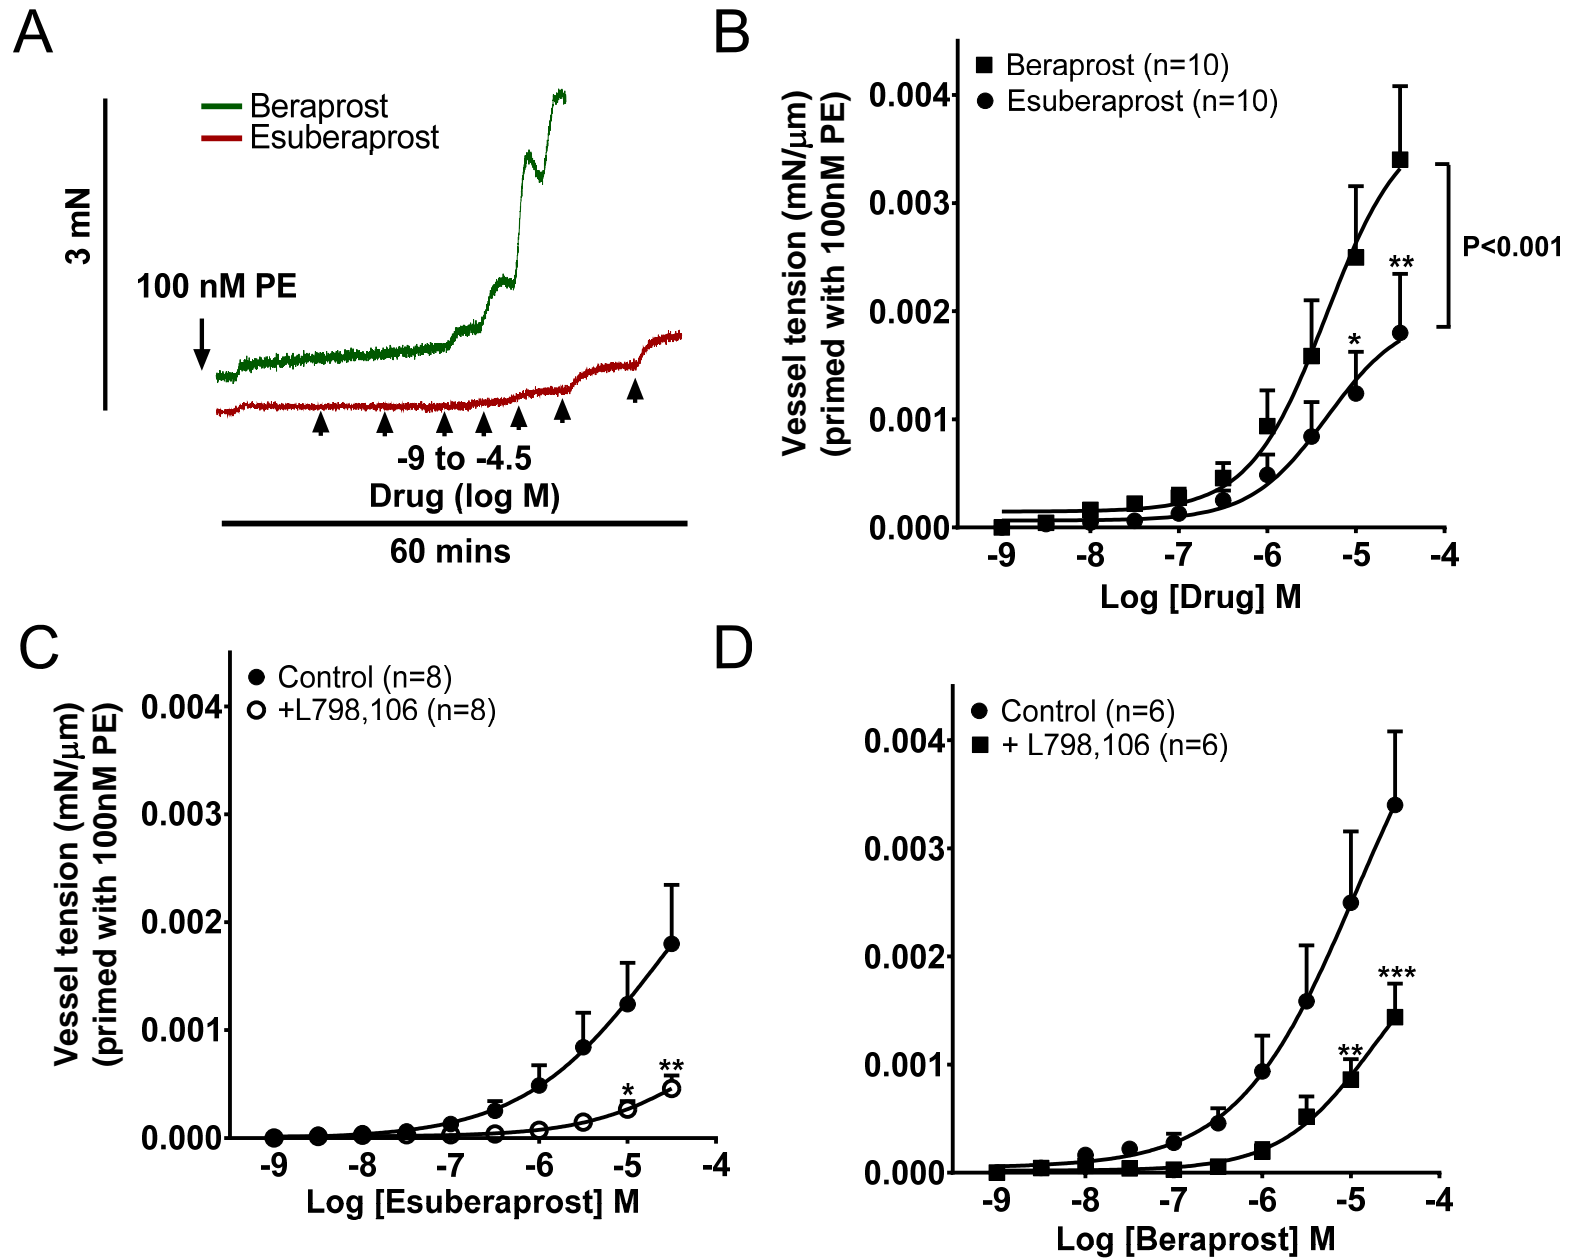 A
Beraprost
Esuberaprost
3 mN
100 nM PE
-9 to -4.5
Drug (log M)
60 mins
B
Beraprost (n=10)
Esuberaprost (n=10)
Vessel tension (mN/μm)
(primed with 100nM PE)
0.004
0.003
0.002
0.001
0.000
**
*
P<0.001
-9 -8 -7 -6 -5 -4
Log [Drug] M
C
Control (n=8)
+L798,106 (n=8)
Vessel tension (mN/μm)
(primed with 100nM PE)
0.004
0.003
0.002
0.001
0.000
**
*
-9 -8 -7 -6 -5 -4
Log [Esuberaprost] M
D
Control (n=6)
+ L798,106 (n=6)
0.004
0.003
0.002
0.001
0.000
***
**
-9 -8 -7 -6 -5 -4
Log [Beraprost] M